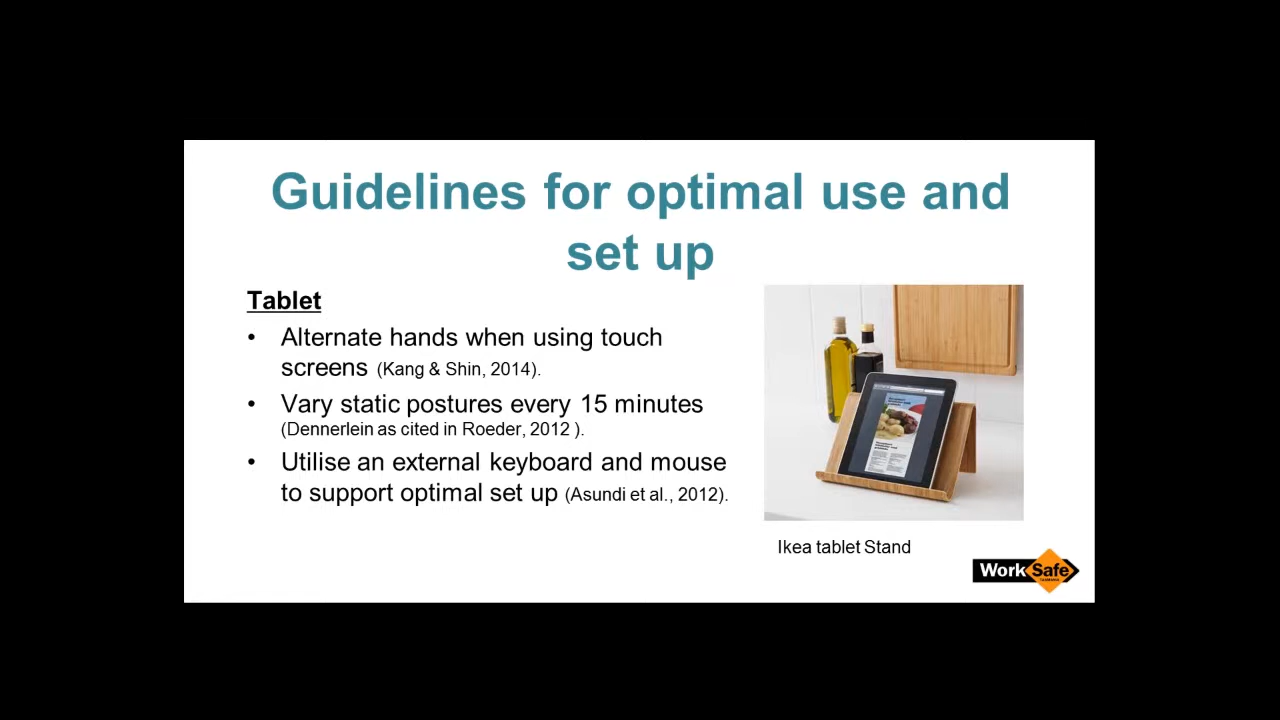 Guidelines for optimal use and
set up
Tablet
• Alternate hands when using touch
screens (Kang & Shin, 2014).
• Vary static postures every 15 minutes
(Dennerlein as cited in Roeder, 2012 ).
• Utilise an external keyboard and mouse
to support optimal set up (Asundi et al., 2012).
Ikea tablet Stand
WorkSafe
TASMANIA